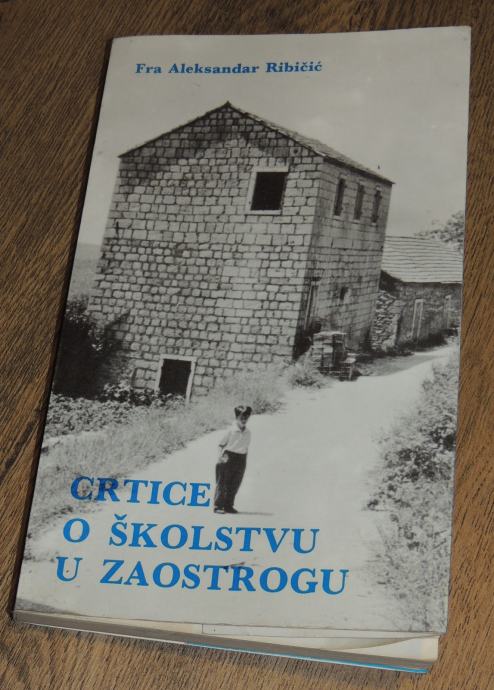 Fra Aleksandar Ribičić
CRTICE
O ŠKOLSTVU
U ZAOSTROGU